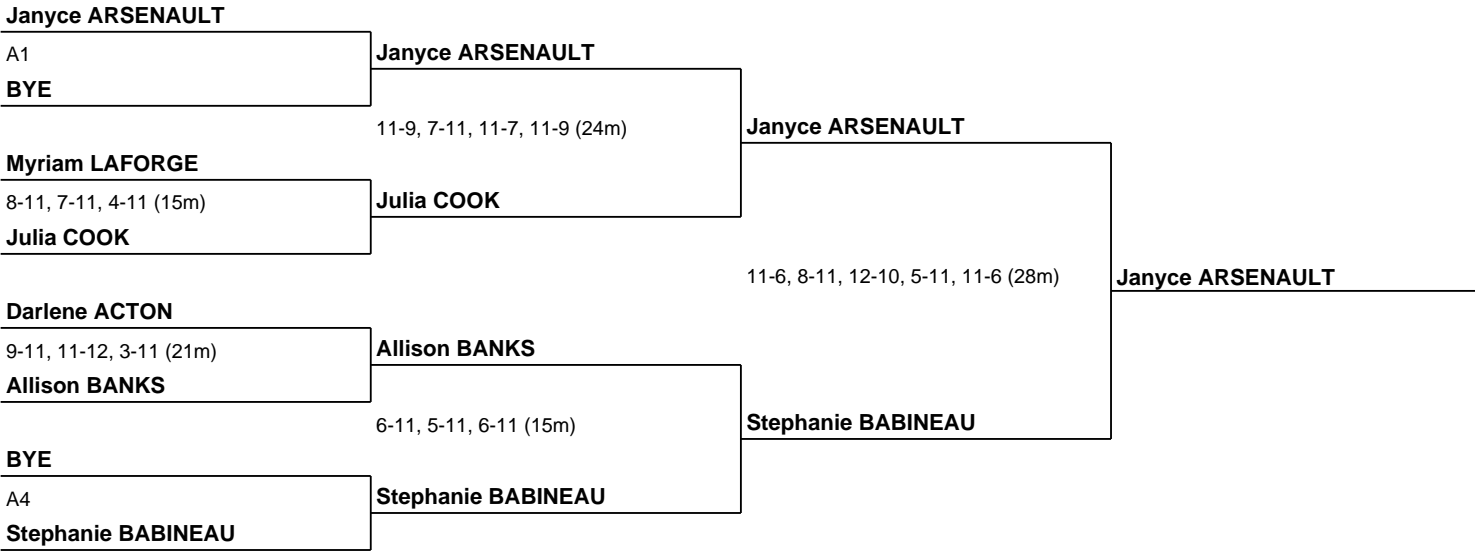 Janyce ARSENAULT
A1
BYE
Janyce ARSENAULT
11-9, 7-11, 11-7, 11-9 (24m)
Janyce ARSENAULT
Myriam LAFORGE
8-11, 7-11, 4-11 (15m)
Julia COOK
Julia COOK
11-6, 8-11, 12-10, 5-11, 11-6 (28m)
Janyce ARSENAULT
Darlene ACTON
9-11, 11-12, 3-11 (21m)
Allison BANKS
Allison BANKS
6-11, 5-11, 6-11 (15m)
Stephanie BABINEAU
BYE
A4
Stephanie BABINEAU
Stephanie BABINEAU